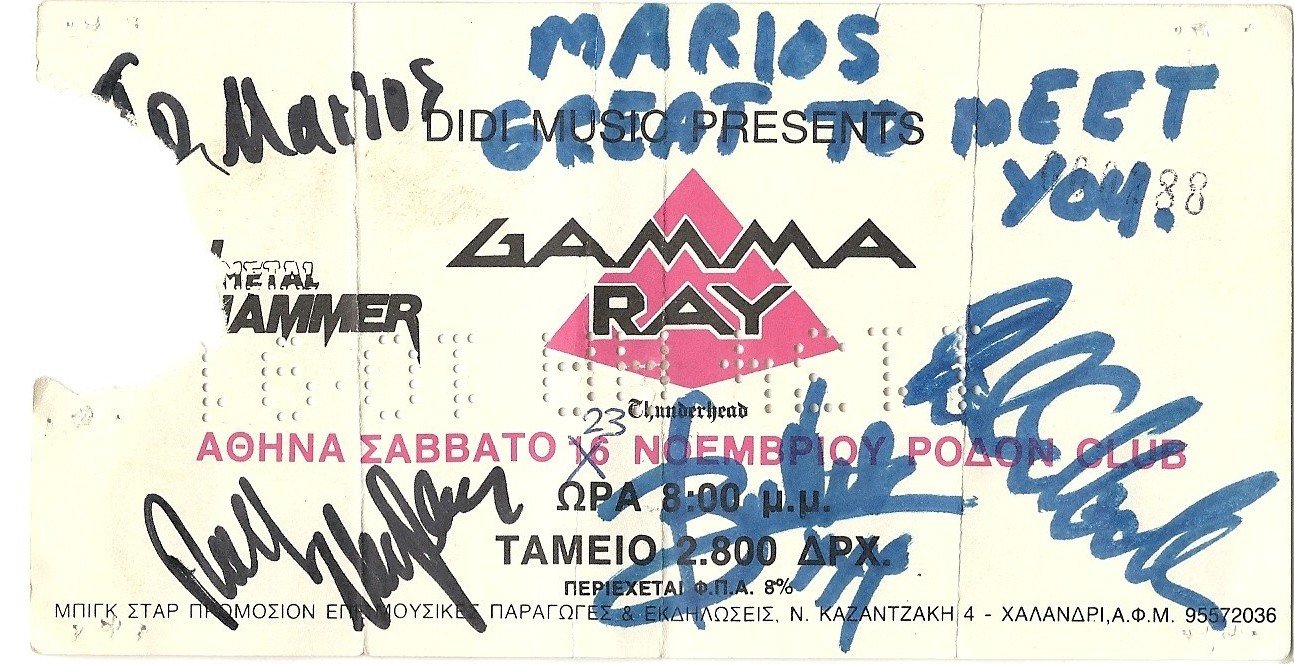 MARIOS
GREAT TO MEET
YOU!
Marios
DIDI MUSIC PRESENTS
88
GAMMA
RAY
METAL
HAMMER
Thunderhead
23
ΑΘΗΝΑ ΣΑΒΒΑΤΟ 16 ΝΟΕΜΒΡΙΟΥ ΡΟΔΟΝ CLUB
ΩΡΑ 8:00 μ.μ.
ΤΑΜΕΙΟ 2.800 ΔΡΧ.
ΠΕΡΙΕΧΕΤΑΙ Φ.Π.Α. 8%
ΜΠΙΓΚ ΣΤΑΡ ΠΡΟΜΟΣΙΟΝ ΕΠΕ ΜΟΥΣΙΚΕΣ ΠΑΡΑΓΩΓΕΣ & ΕΚΔΗΛΩΣΕΙΣ, Ν. ΚΑΖΑΝΤΖΑΚΗ 4 - ΧΑΛΑΝΔΡΙ, Α.Φ.Μ. 95572036